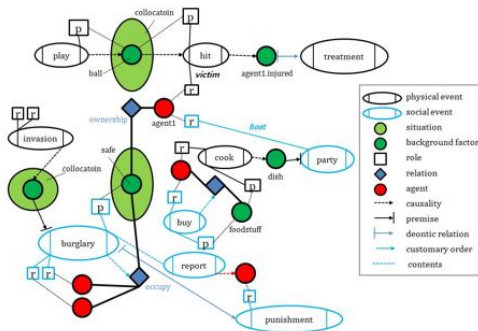 collocatoin
p
p
play
hit
treatment
ball
victim
agent1.injured
r
ownership
agent1
r
host
r
r
invasion
safe
r
cook
dish
party
collocatoin
r
p
p
r
buy
foodstuff
burglary
p
r
r
report
occupy
r
punishment
physical event
social event
situation
background factor
role
relation
agent
causality
premise
deontic relation
customary order
contents